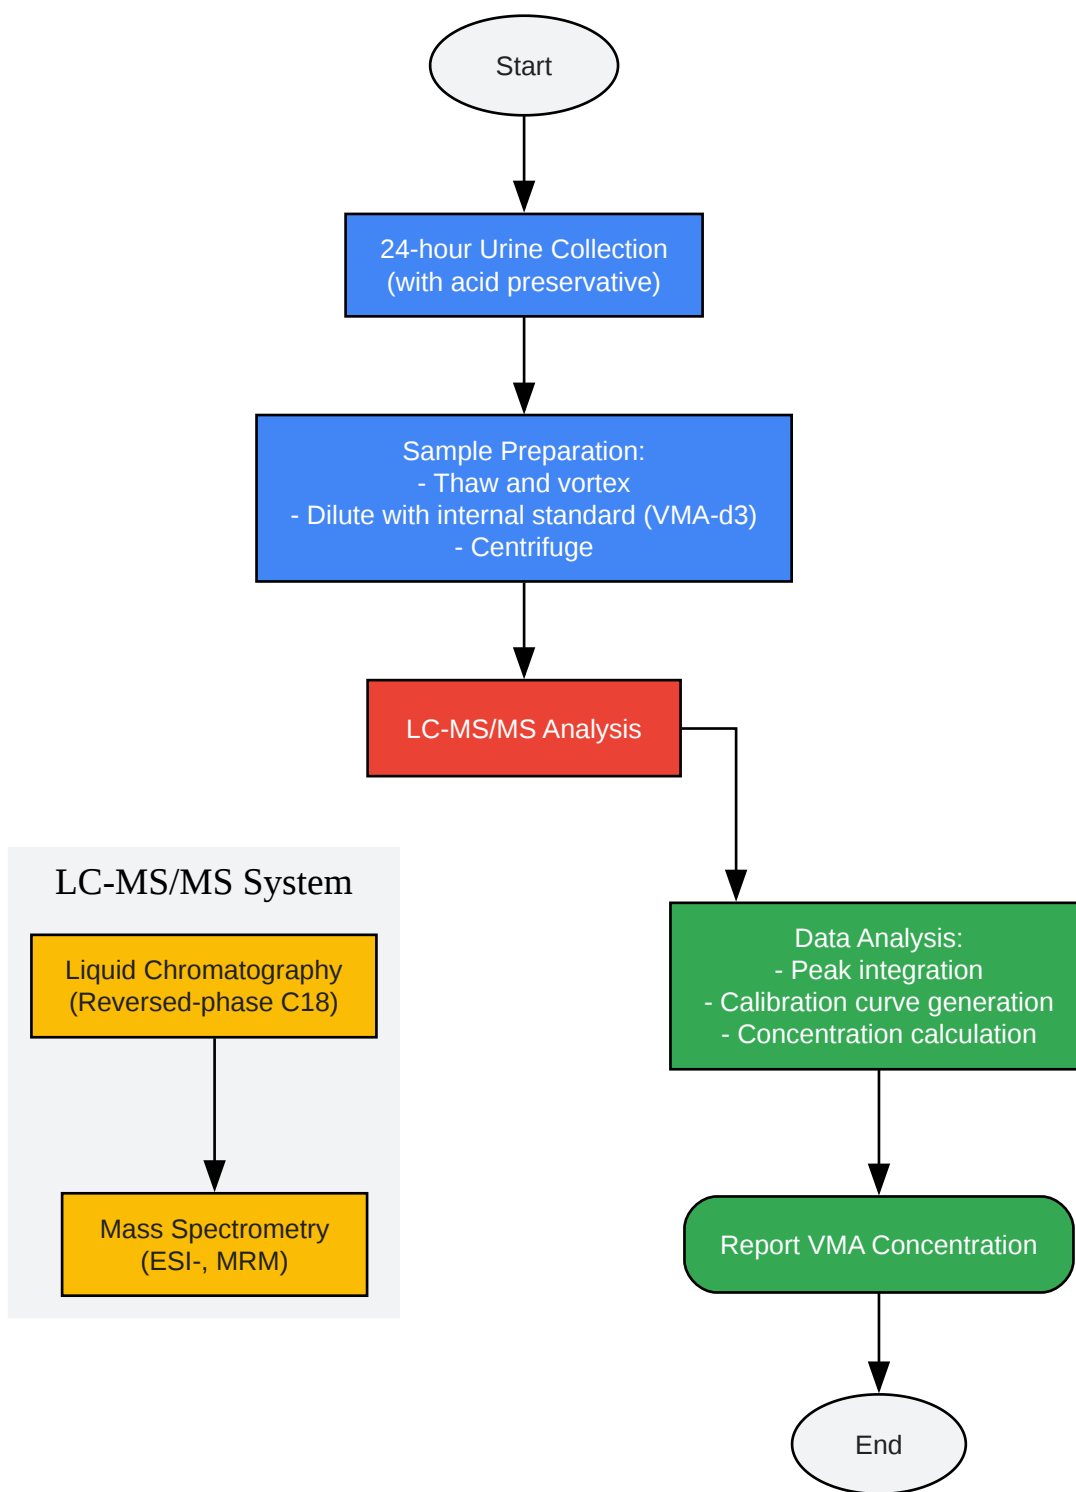 Start
24-hour Urine Collection
(with acid preservative)
Sample Preparation:
- Thaw and vortex
- Dilute with internal standard (VMA-d3)
- Centrifuge
LC-MS/MS Analysis
LC-MS/MS System
Liquid Chromatography
(Reversed-phase C18)
Mass Spectrometry
(ESI-, MRM)
Data Analysis:
- Peak integration
- Calibration curve generation
- Concentration calculation
Report VMA Concentration
End